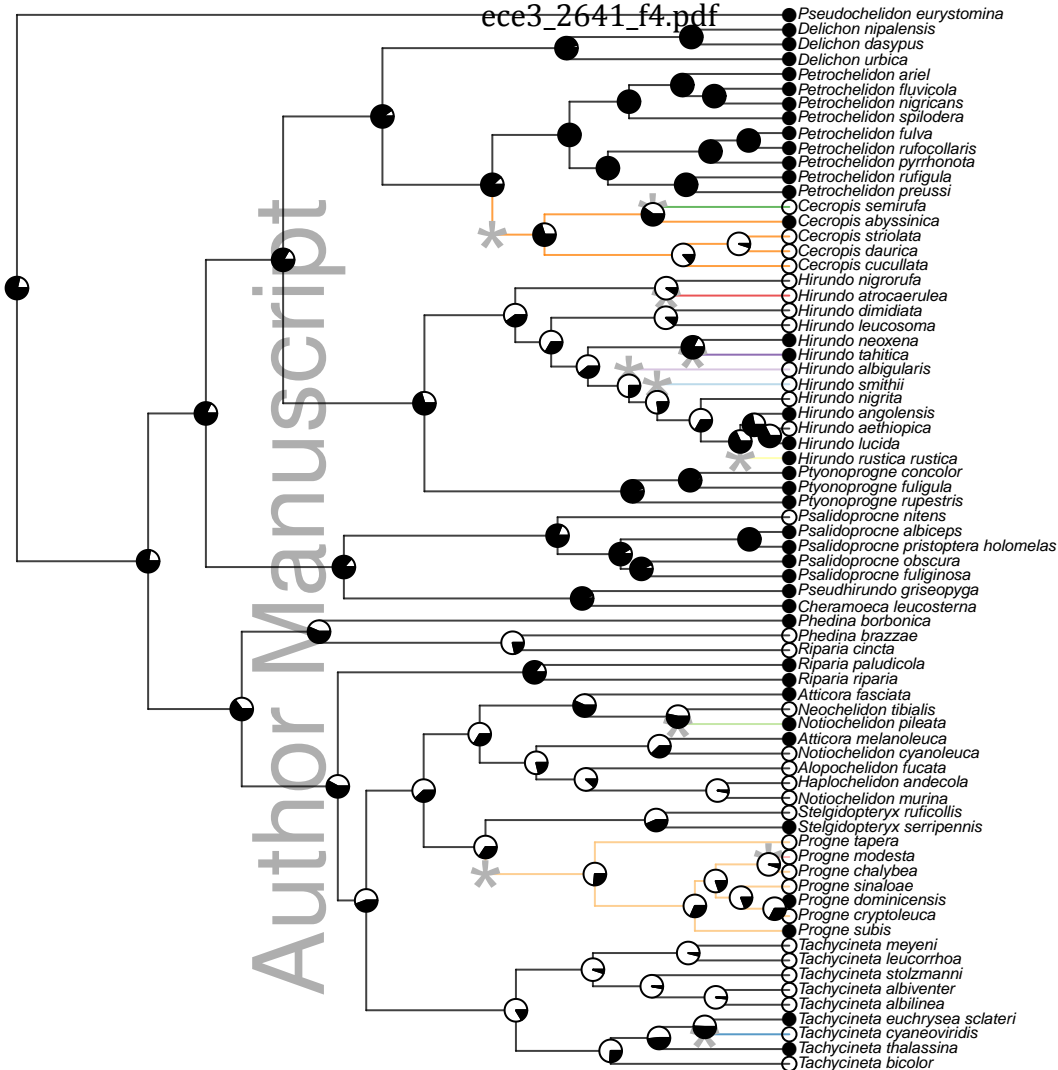 ece3_2641_f4.pdf
Pseudochelidon eurystomina
Delichon nipalensis
Delichon dasypus
Delichon urbica
Petrochelidon ariel
Petrochelidon fluvicola
Petrochelidon nigricans
Petrochelidon spilodera
Petrochelidon fulva
Petrochelidon rufocollaris
Petrochelidon pyrrhonota
Petrochelidon rufigula
Petrochelidon preussi
Cecropis semirufa
Cecropis abyssinica
Cecropis striolata
Cecropis daurica
Cecropis cucullata
Hirundo nigrorufa
Hirundo atrocaerulea
Hirundo dimidiata
Hirundo leucosoma
Hirundo neoxena
Hirundo tahitica
Hirundo albigularis
Hirundo smithii
Hirundo nigrita
Hirundo angolensis
Hirundo aethiopica
Hirundo lucida
Hirundo rustica rustica
Ptyonoprogne concolor
Ptyonoprogne fuligula
Ptyonoprogne rupestris
Psalidoprocne nitens
Psalidoprocne albiceps
Psalidoprocne pristoptera holomelas
Psalidoprocne obscura
Psalidoprocne fuliginosa
Pseudhirundo griseopyga
Cheramoeca leucosterna
Phedina borbonica
Phedina brazzae
Riparia cincta
Riparia paludicola
Riparia riparia
Atticora fasciata
Neochelidon tibialis
Notiochelidon pileata
Atticora melanoleuca
Notiochelidon cyanoleuca
Alopochelidon fucata
Haplochelidon andecola
Notiochelidon murina
Stelgidopteryx ruficollis
Stelgidopteryx serripennis
Progne tapera
Progne modesta
Progne chalybea
Progne sinaloae
Progne dominicensis
Progne cryptoleuca
Progne subis
Tachycineta meyeni
Tachycineta leucorrhoa
Tachycineta stolzmanni
Tachycineta albiventer
Tachycineta albilinea
Tachycineta euchrysea sclateri
Tachycineta cyaneoviridis
Tachycineta thalassina
Tachycineta bicolor
Author Manuscript